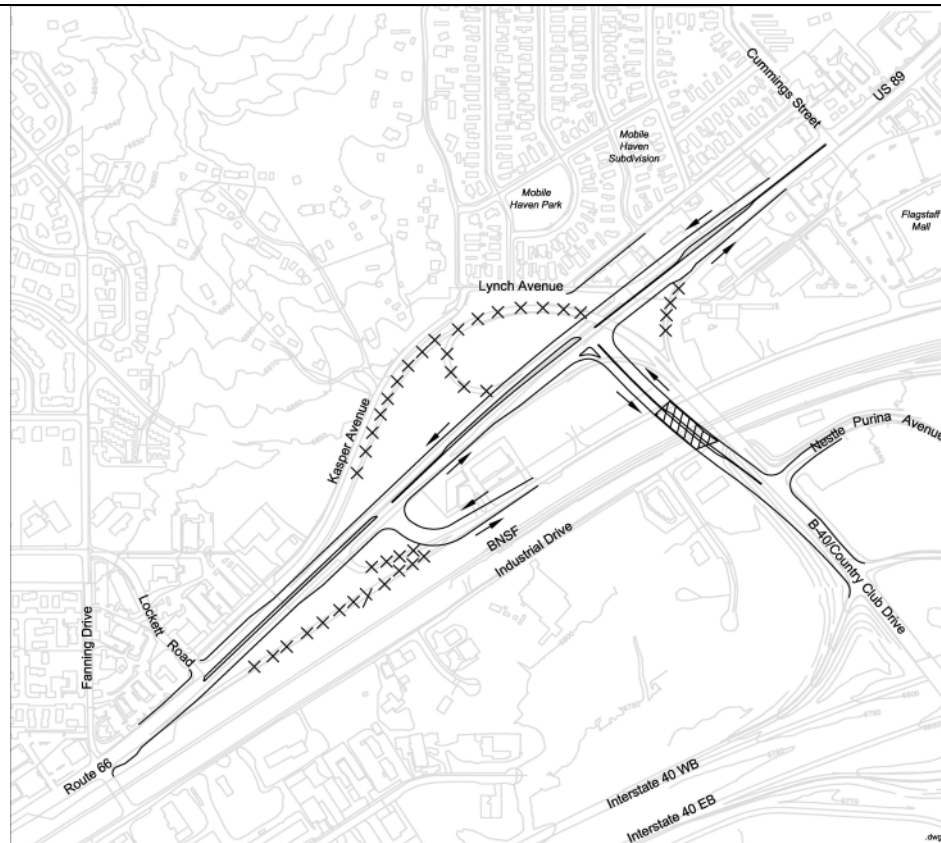 Cummings Street
US 89
Mobile
Haven
Subdivision
Mobile
Haven Park
Flagstaff
Mall
Lynch Avenue
Kasper Avenue
Nestle Purina Avenue
BNSF
Industrial Drive
B-40/Country Club Drive
Lockett Road
Fanning Drive
Route 66
Interstate 40 WB
Interstate 40 EB
.dwg